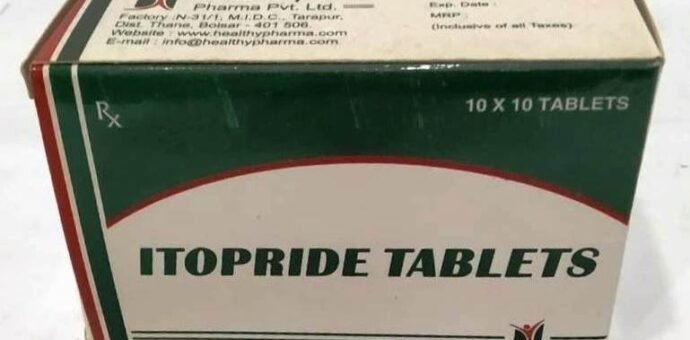 Pharma Pvt. Ltd.
Factory :N-31/1, M.I.D.C., Tarapur,
Dist. Thane, Boisar - 401 506.
Website : www.healthypharma.com
E-mail : info@healthypharma.com
Exp. Date :
MRP :
(Inclusive of all Taxes)
Rx
10 X 10 TABLETS
ITOPRIDE TABLETS